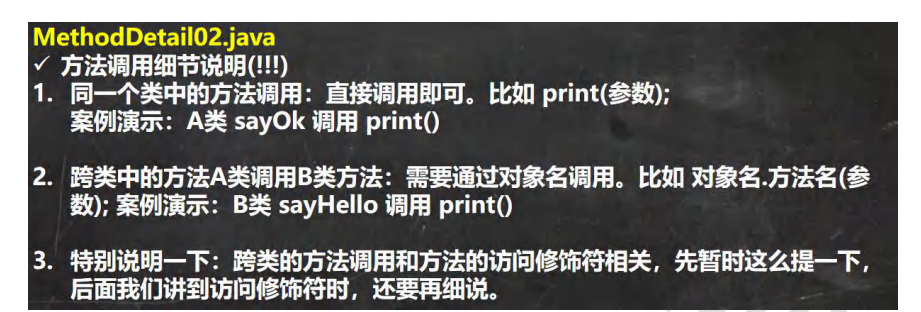 MethodDetail02.java
✓ 方法调用细节说明(!!!)
1. 同一个类中的方法调用：直接调用即可。比如 print(参数);
案例演示：A类 sayOk 调用 print()
2. 跨类中的方法A类调用B类方法：需要通过对象名调用。比如 对象名.方法名(参
数); 案例演示：B类 sayHello 调用 print()
3. 特别说明一下：跨类的方法调用和方法的访问修饰符相关，先暂时这么提一下，
后面我们讲到访问修饰符时，还要再细说。